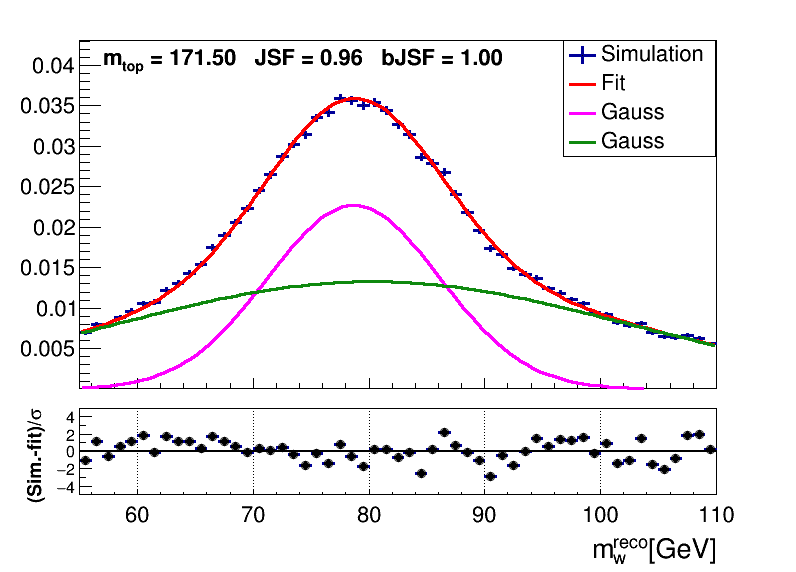 m_top = 171.50 JSF = 0.96 bJSF = 1.00
Simulation
Fit
Gauss
Gauss
0.04
0.035
0.03
0.025
0.02
0.015
0.01
0.005
(Sim.-fit)/σ
4
2
0
−2
−4
60 70 80 90 100 110
m_w^reco[GeV]